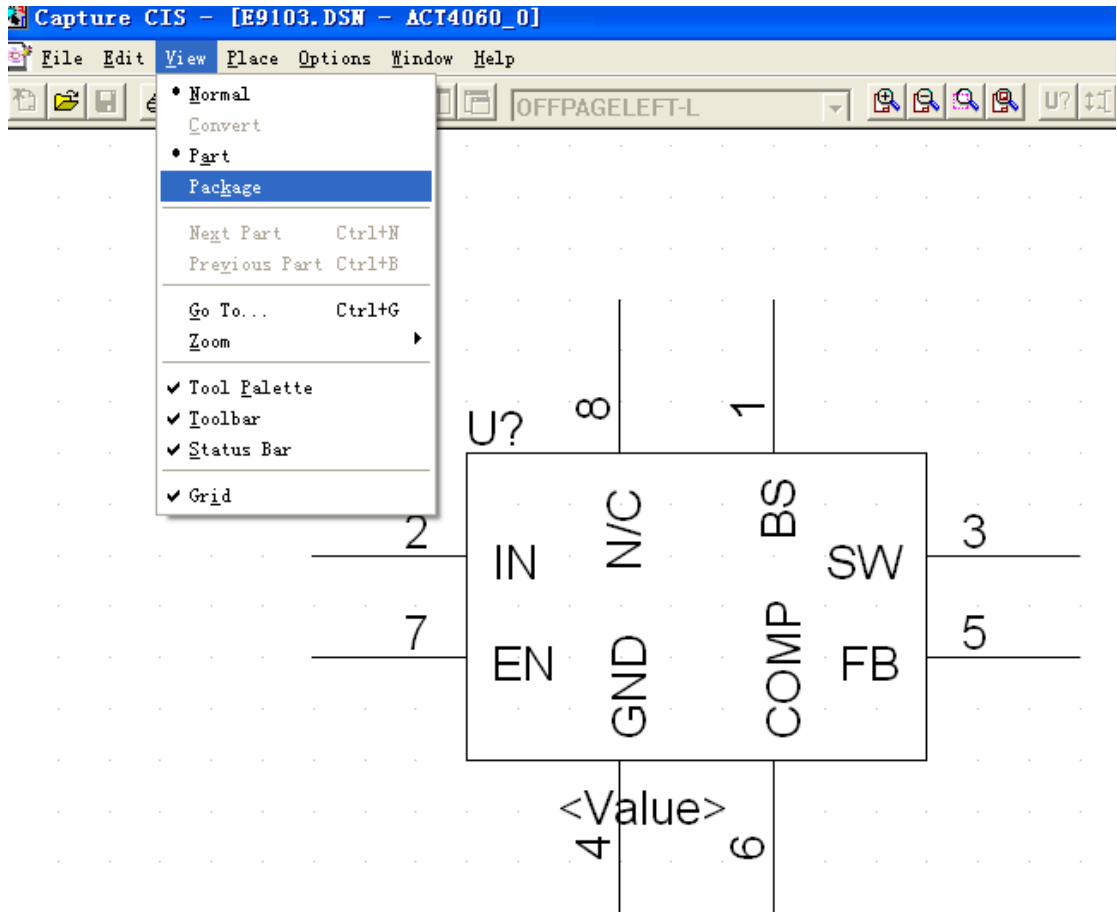 Capture CIS - [E9103.DSN - ACT4060_0]
File Edit View Place Options Window Help
OFFPAGELEFT-L U?
Normal
Convert
Part
Package
Next Part Ctrl+N
Previous Part Ctrl+B
Go To... Ctrl+G
Zoom
Tool Palette
Toolbar
Status Bar
Grid
U? 8 1
2 IN N/C BS SW 3
7 EN GND COMP FB 5
<Value>
4 6